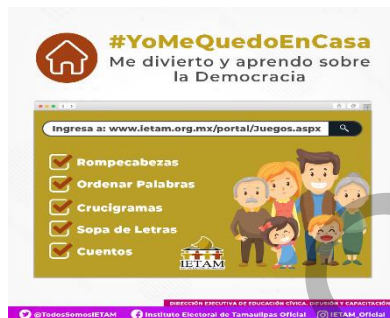 #YoMeQuedoEnCasa
Me divierto y aprendo sobre
la Democracia
Ingresa a: www.ietam.org.mx/portal/Juegos.aspx
Rompecabezas
Ordenar Palabras
Crucigramas
Sopa de Letras
Cuentos
IETAM
DIRECCIÓN EJECUTIVA DE EDUCACIÓN CÍVICA, DIFUSIÓN Y CAPACITACIÓN
@TodosSomosIETAM Instituto Electoral de Tamaulipas Oficial IETAM_Oficial